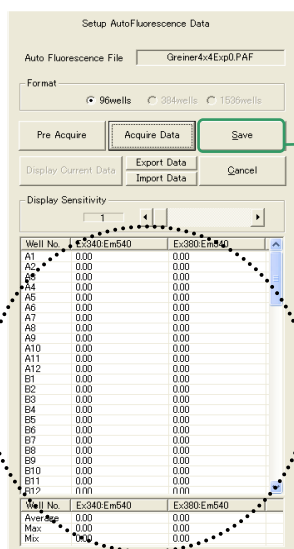 Setup AutoFluorescence Data
Auto Fluorescence File Greiner4x4Exp0.PAF
Format
96wells 384wells 1536wells
Pre Acquire Acquire Data Save
Display Current Data Export Data Cancel
Import Data
Display Sensitivity
1
Well No. Ex340:Em540 Ex380:Em540
A1 0.00 0.00
A2 0.00 0.00
A3 0.00 0.00
A4 0.00 0.00
A5 0.00 0.00
A6 0.00 0.00
A7 0.00 0.00
A8 0.00 0.00
A9 0.00 0.00
A10 0.00 0.00
A11 0.00 0.00
A12 0.00 0.00
B1 0.00 0.00
B2 0.00 0.00
B3 0.00 0.00
B4 0.00 0.00
B5 0.00 0.00
B6 0.00 0.00
B7 0.00 0.00
B8 0.00 0.00
B9 0.00 0.00
B10 0.00 0.00
B11 0.00 0.00
B12 0.00 0.00
Well No. Ex340:Em540 Ex380:Em540
Average 0.00 0.00
Max 0.00 0.00
Mix 0.00 0.00